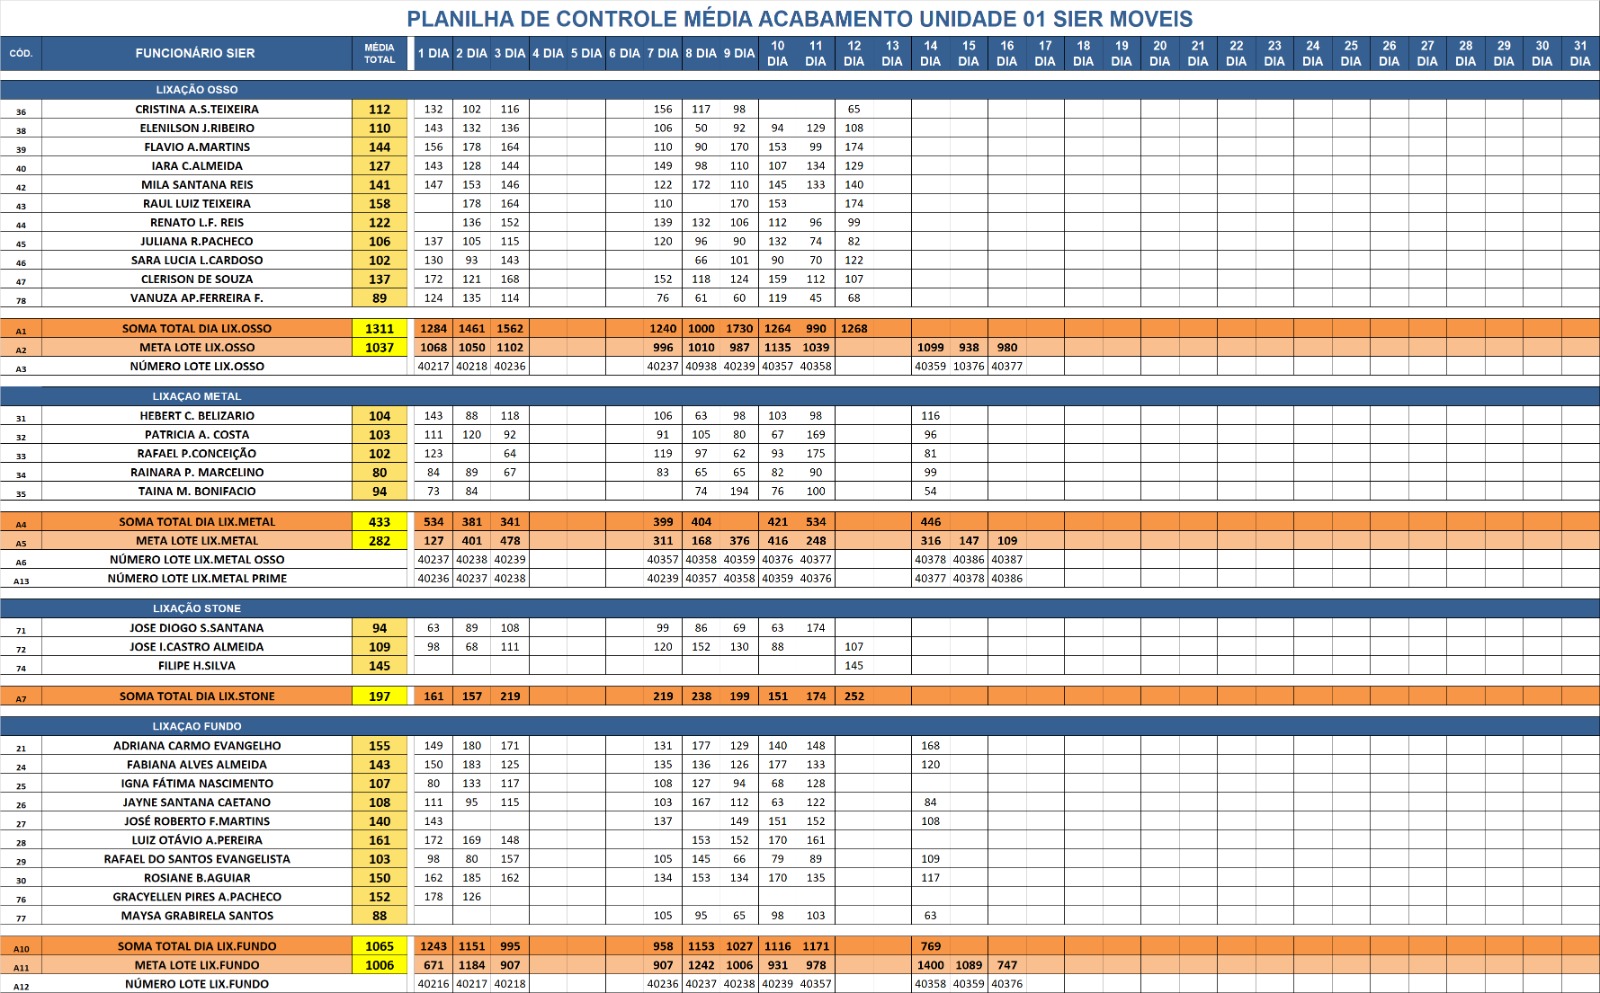 PLANILHA DE CONTROLE MÉDIA ACABAMENTO UNIDADE 01 SIER MOVEIS
CÓD. FUNCIONÁRIO SIER MÉDIA TOTAL 1 DIA 2 DIA 3 DIA 4 DIA 5 DIA 6 DIA 7 DIA 8 DIA 9 DIA 10 DIA 11 DIA 12 DIA 13 DIA 14 DIA 15 DIA 16 DIA 17 DIA 18 DIA 19 DIA 20 DIA 21 DIA 22 DIA 23 DIA 24 DIA 25 DIA 26 DIA 27 DIA 28 DIA 29 DIA 30 DIA 31 DIA
LIXAÇÃO OSSO
36 CRISTINA A.S.TEIXEIRA 112 132 102 116 156 117 98 65
38 ELENILSON J.RIBEIRO 110 143 132 136 106 50 92 94 129 108
39 FLAVIO A.MARTINS 144 156 178 164 110 90 170 153 99 174
40 IARA C.ALMEIDA 127 143 128 144 149 98 110 107 134 129
42 MILA SANTANA REIS 141 147 153 146 122 172 110 145 133 140
43 RAUL LUIZ TEIXEIRA 158 178 164 110 170 153 174
44 RENATO L.F. REIS 122 136 152 139 132 106 112 96 99
45 JULIANA R.PACHECO 106 137 105 115 120 96 90 132 74 82
46 SARA LUCIA L.CARDOSO 102 130 93 143 66 101 90 70 122
47 CLERISON DE SOUZA 137 172 121 168 152 118 124 159 112 107
78 VANUZA AP.FERREIRA F. 89 124 135 114 76 61 60 119 45 68
A1 SOMA TOTAL DIA LIX.OSSO 1311 1284 1461 1562 1240 1000 1730 1264 990 1268
A2 META LOTE LIX.OSSO 1037 1068 1050 1102 996 1010 987 1135 1039 1099 938 980
A3 NÚMERO LOTE LIX.OSSO 40217 40218 40236 40237 40938 40239 40357 40358 40359 10376 40377
LIXAÇAO METAL
31 HEBERT C. BELIZARIO 104 143 88 118 106 63 98 103 98 116
32 PATRICIA A. COSTA 103 111 120 92 91 105 80 67 169 96
33 RAFAEL P.CONCEIÇÃO 102 123 64 119 97 62 93 175 81
34 RAINARA P. MARCELINO 80 84 89 67 83 65 65 82 90 99
35 TAINA M. BONIFACIO 94 73 84 74 194 76 100 54
A4 SOMA TOTAL DIA LIX.METAL 433 534 381 341 399 404 421 534 446
A5 META LOTE LIX.METAL 282 127 401 478 311 168 376 416 248 316 147 109
A6 NÚMERO LOTE LIX.METAL OSSO 40237 40238 40239 40357 40358 40359 40376 40377 40378 40386 40387
A13 NÚMERO LOTE LIX.METAL PRIME 40236 40237 40238 40239 40357 40358 40359 40376 40377 40378 40386
LIXAÇÃO STONE
71 JOSE DIOGO S.SANTANA 94 63 89 108 99 86 69 63 174
72 JOSE I.CASTRO ALMEIDA 109 98 68 111 120 152 130 88 107
74 FILIPE H.SILVA 145 145
A7 SOMA TOTAL DIA LIX.STONE 197 161 157 219 219 238 199 151 174 252
LIXAÇAO FUNDO
21 ADRIANA CARMO EVANGELHO 155 149 180 171 131 177 129 140 148 168
24 FABIANA ALVES ALMEIDA 143 150 183 125 135 136 126 177 133 120
25 IGNA FÁTIMA NASCIMENTO 107 80 133 117 108 127 94 68 128
26 JAYNE SANTANA CAETANO 108 111 95 115 103 167 112 63 122 84
27 JOSÉ ROBERTO F.MARTINS 140 143 137 149 151 152 108
28 LUIZ OTÁVIO A.PEREIRA 161 172 169 148 153 152 170 161
29 RAFAEL DO SANTOS EVANGELISTA 103 98 80 157 105 145 66 79 89 109
30 ROSIANE B.AGUIAR 150 162 185 162 134 153 134 170 135 117
76 GRACYELLEN PIRES A.PACHECO 152 178 126
77 MAYSA GRABIRELA SANTOS 88 105 95 65 98 103 63
A10 SOMA TOTAL DIA LIX.FUNDO 1065 1243 1151 995 958 1153 1027 1116 1171 769
A11 META LOTE LIX.FUNDO 1006 671 1184 907 907 1242 1006 931 978 1400 1089 747
A12 NÚMERO LOTE LIX.FUNDO 40216 40217 40218 40236 40237 40238 40239 40357 40358 40359 40376